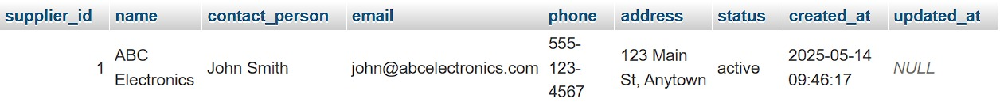 supplier_id name contact_person email phone address status created_at updated_at
1 ABC Electronics John Smith john@abcelectronics.com 555-123-4567 123 Main St, Anytown active 2025-05-14 09:46:17 NULL